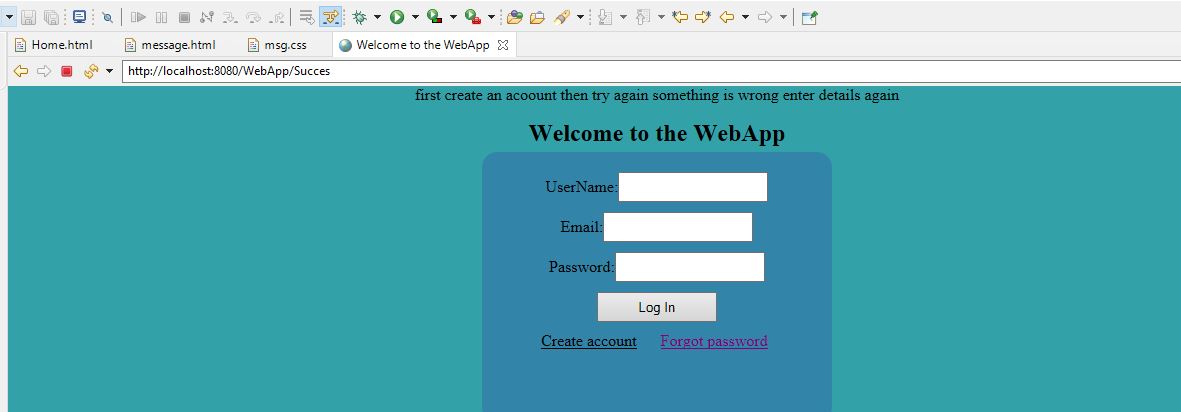 Home.html message.html msg.css Welcome to the WebApp
http://localhost:8080/WebApp/Succes
first create an acoount then try again something is wrong enter details again
Welcome to the WebApp
UserName:
Email:
Password:
Log In
Create account Forgot password